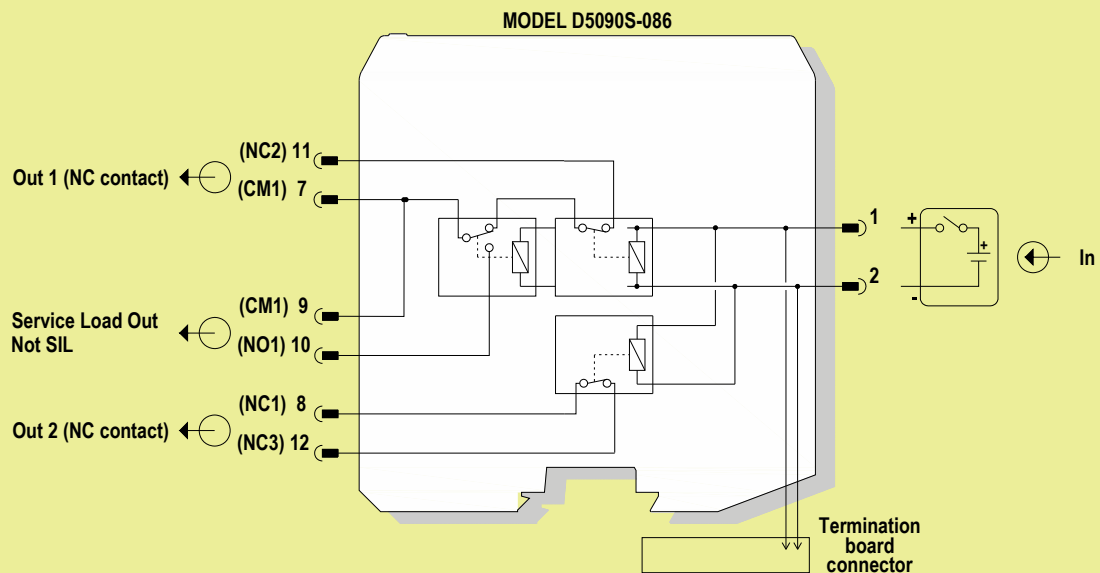 MODEL D5090S-086
(NC2) 11
Out 1 (NC contact)
(CM1) 7
1
+
+
In
2
-
(CM1) 9
Service Load Out
Not SIL
(NO1) 10
(NC1) 8
Out 2 (NC contact)
(NC3) 12
Termination
board
connector